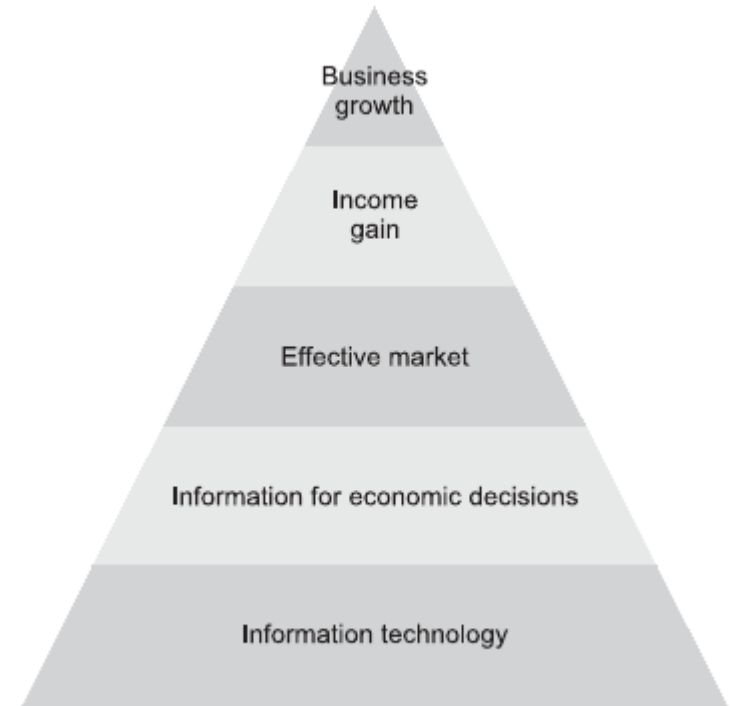 Business
growth
Income
gain
Effective market
Information for economic decisions
Information technology